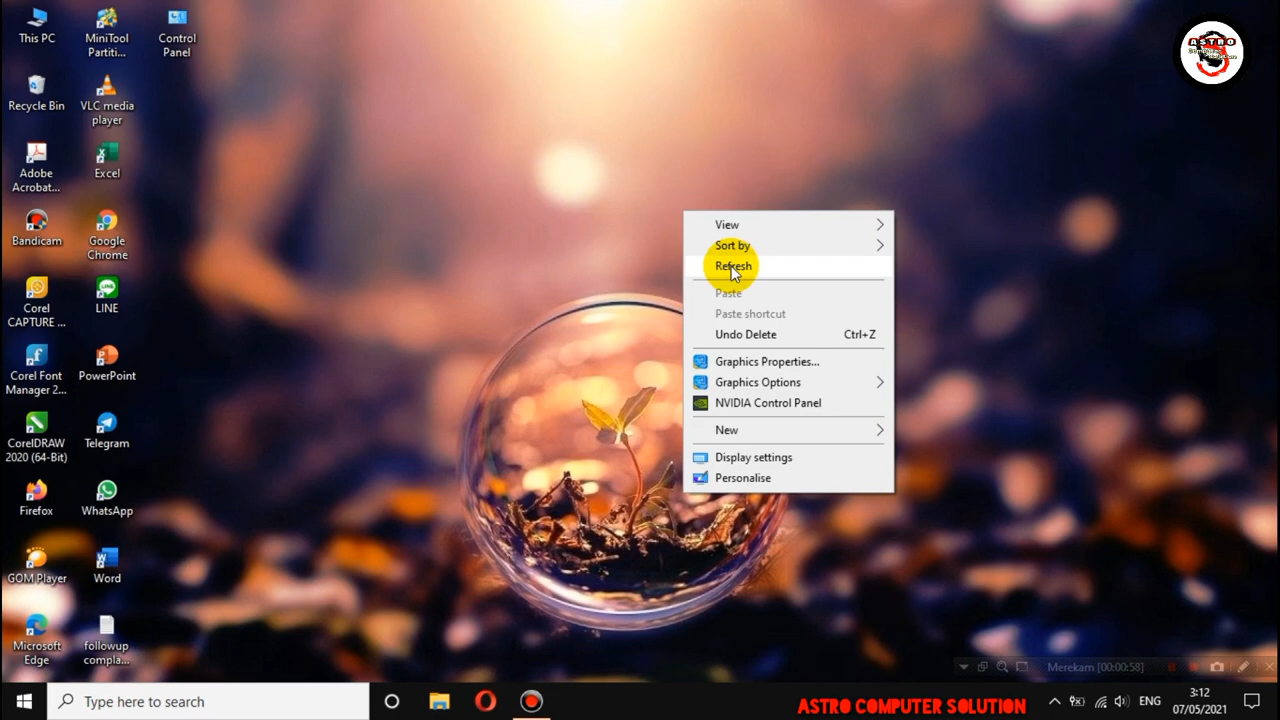 This PC
MiniTool
Partiti...
Control
Panel
Recycle Bin
VLC media
player
Adobe
Acrobat...
Excel
Bandicam
Google
Chrome
Corel
CAPTURE ...
LINE
Corel Font
Manager 2...
PowerPoint
CorelDRAW
2020 (64-Bit)
Telegram
Firefox
WhatsApp
GOM Player
Word
Microsoft
Edge
followup
compla...
ASTRO
View
Sort by
Refresh
Paste
Paste shortcut
Undo Delete Ctrl+Z
Graphics Properties...
Graphics Options
NVIDIA Control Panel
New
Display settings
Personalise
Merekam [00:00:58]
Type here to search
ASTRO COMPUTER SOLUTION
ENG
3:12
07/05/2021